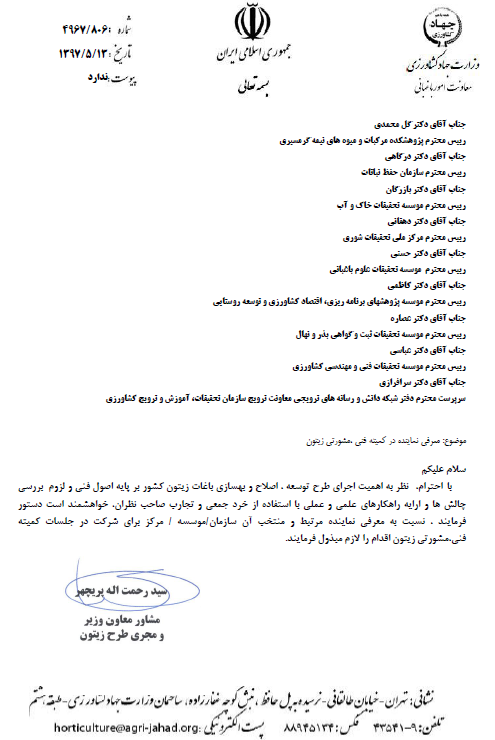 شماره : ۴۹۶۷/۸۰۶
تاریخ : ۱۳۹۷/۵/۱۳
پیوست :ندارد
جمهوری اسلامی ایران
بسمه تعالی
جهاد
کشاورزی
وزارت جهاد کشاورزی
معاونت امور باغبانی
جناب آقای دکتر گل محمدی
رییس محترم پژوهشکده مرکبات و میوه های نیمه گرمسیری
جناب آقای دکتر درگاهی
رییس محترم سازمان حفظ نباتات
جناب آقای دکتر بازرگان
رییس محترم موسسه تحقیقات خاک و آب
جناب آقای دکتر دهقانی
رییس محترم مرکز ملی تحقیقات شوری
جناب آقای دکتر حسنی
رییس محترم موسسه تحقیقات علوم باغبانی
جناب آقای دکتر کاظمی
رییس محترم موسسه پژوهشهای برنامه ریزی، اقتصاد کشاورزی و توسعه روستایی
جناب آقای دکتر عصاره
رییس محترم موسسه تحقیقات ثبت و گواهی بذر و نهال
جناب آقای دکتر عباسی
رییس محترم موسسه تحقیقات فنی و مهندسی کشاورزی
جناب آقای دکتر سرافرازی
سرپرست محترم دفتر شبکه دانش و رسانه های ترویجی معاونت ترویج سازمان تحقیقات، آموزش و ترویج کشاورزی
موضوع: معرفی نماینده در کمیته فنی ,مشورتی زیتون
سلام علیکم
با احترام، نظر به اهمیت اجرای طرح توسعه , اصلاح و بهسازی باغات زیتون کشور بر پایه اصول فنی و لزوم بررسی
چالش ها و ارایه راهکارهای علمی و عملی با استفاده از خرد جمعی و تجارب صاحب نظران، خواهشمند است دستور
فرمایند , نسبت به معرفی نماینده مرتبط و منتخب آن سازمان/موسسه / مرکز برای شرکت در جلسات کمیته
فنی,مشورتی زیتون اقدام را لازم مبذول فرمایند.
سید رحمت اله پریچهر
مشاور معاون وزیر
و مجری طرح زیتون
نشانی: تهران-خیابان طالقانی-نرسیده به پل حافظ ، نبش کوچه غفارزاده، ساختمان وزارت جهاد کشاورزی-طبقه هشتم
تلفن: ۹-۴۳۵۴۱ فکس: ۸۸۹۴۵۱۳۴ پست الکترونیکی: horticulture@agri-jahad.org